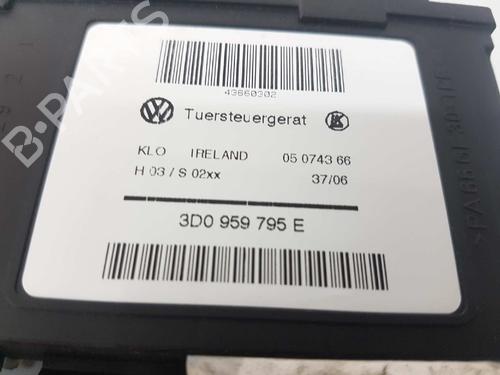 43660302
Tuersteuergerat
KLO IRELAND 05 0743 66
H 03 / S 02xx 37/06
3D0 959 795 E
B-PARTS